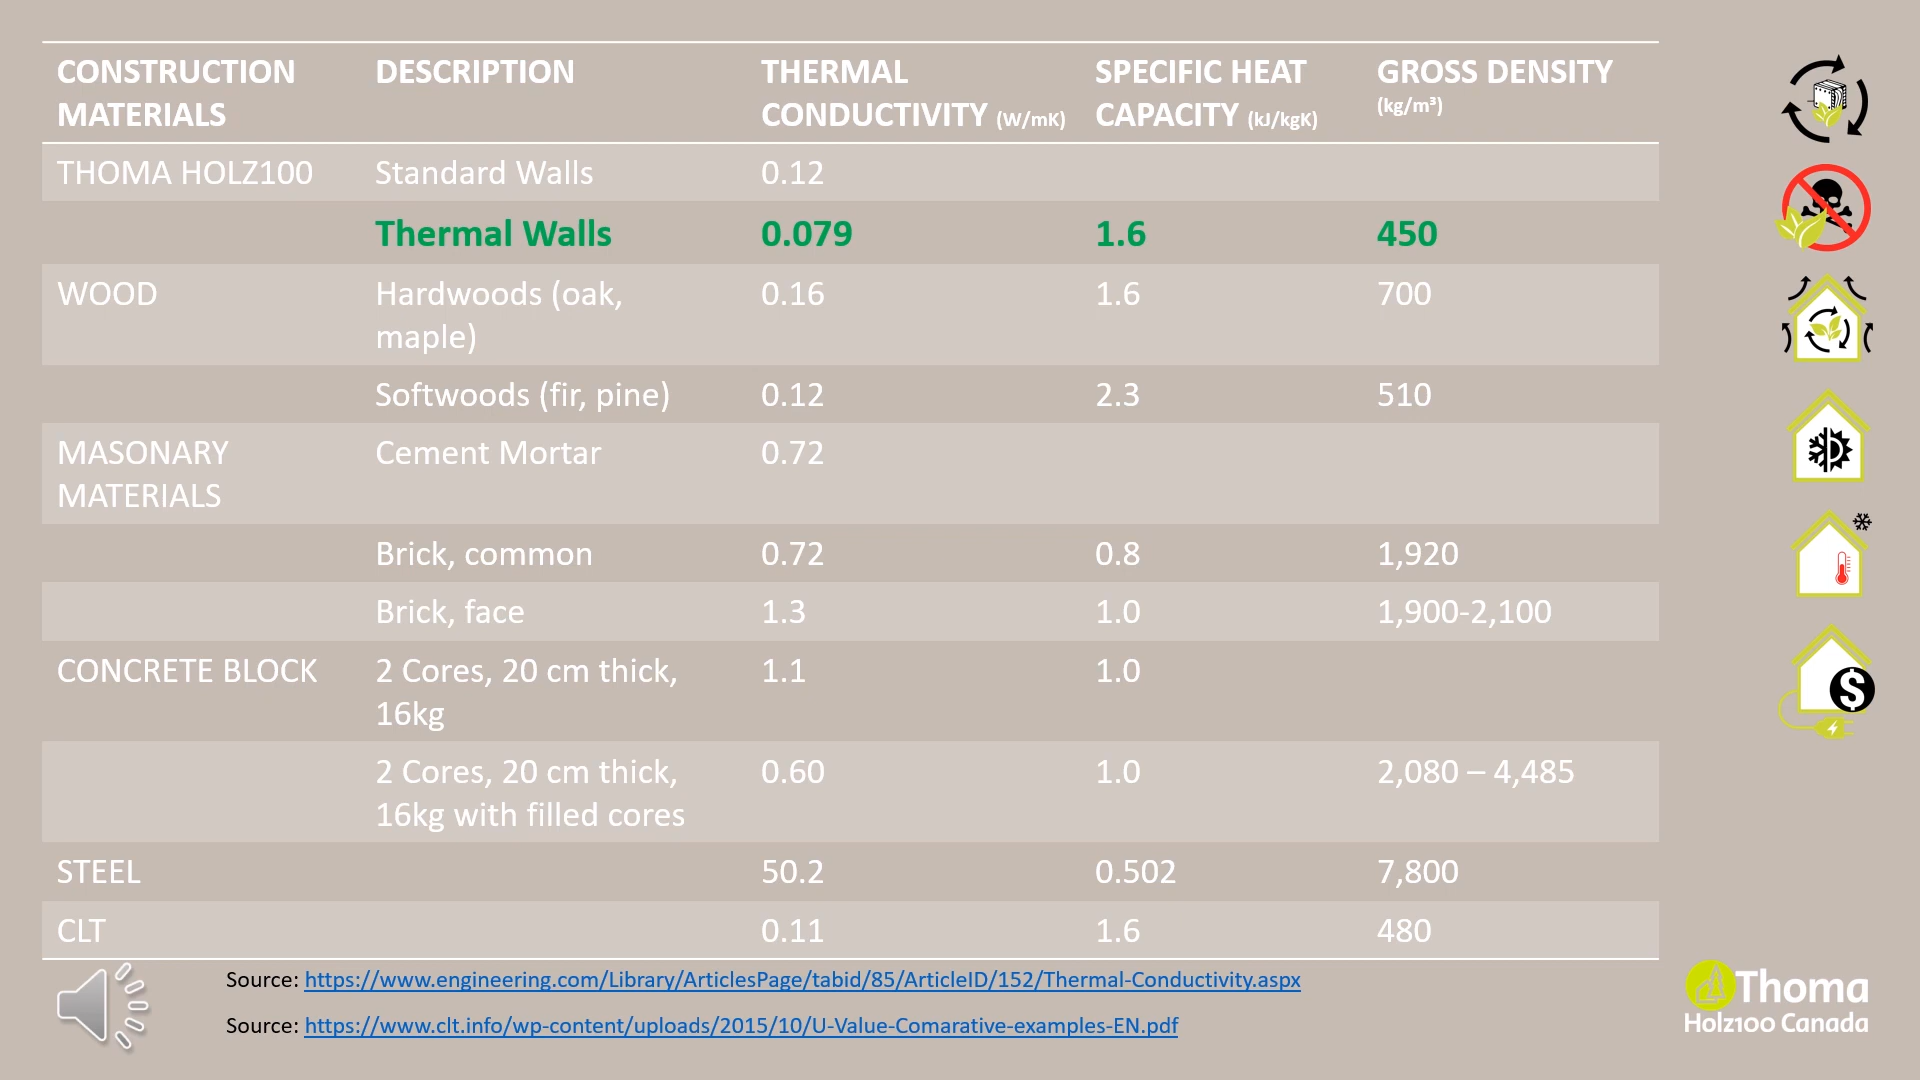 CONSTRUCTION MATERIALS DESCRIPTION THERMAL CONDUCTIVITY (W/mK) SPECIFIC HEAT CAPACITY (kJ/kgK) GROSS DENSITY (kg/m³)
THOMA HOLZ100 Standard Walls 0.12
Thermal Walls 0.079 1.6 450
WOOD Hardwoods (oak, maple) 0.16 1.6 700
Softwoods (fir, pine) 0.12 2.3 510
MASONARY MATERIALS Cement Mortar 0.72
Brick, common 0.72 0.8 1,920
Brick, face 1.3 1.0 1,900-2,100
CONCRETE BLOCK 2 Cores, 20 cm thick, 16kg 1.1 1.0
2 Cores, 20 cm thick, 16kg with filled cores 0.60 1.0 2,080 – 4,485
STEEL 50.2 0.502 7,800
CLT 0.11 1.6 480
Source: https://www.engineering.com/Library/ArticlesPage/tabid/85/ArticleID/152/Thermal-Conductivity.aspx
Source: https://www.clt.info/wp-content/uploads/2015/10/U-Value-Comarative-examples-EN.pdf
$
Thoma
Holz100 Canada